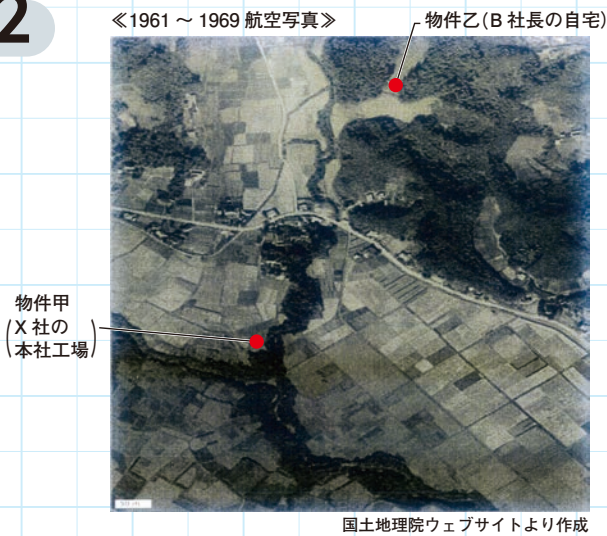 2
≪1961 ～ 1969 航空写真≫
物件乙(B 社長の自宅)
物件甲
(X 社の
本社工場)
国土地理院ウェブサイトより作成